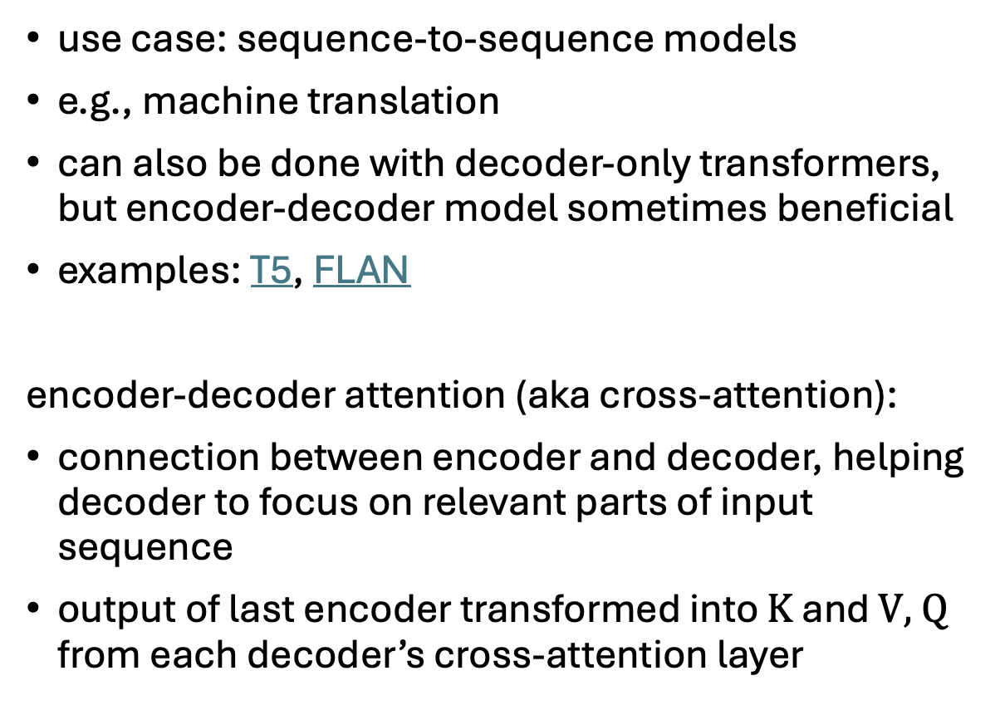 • use case: sequence-to-sequence models
• e.g., machine translation
• can also be done with decoder-only transformers,
but encoder-decoder model sometimes beneficial
• examples: T5, FLAN
encoder-decoder attention (aka cross-attention):
• connection between encoder and decoder, helping
decoder to focus on relevant parts of input
sequence
• output of last encoder transformed into K and V, Q
from each decoder’s cross-attention layer